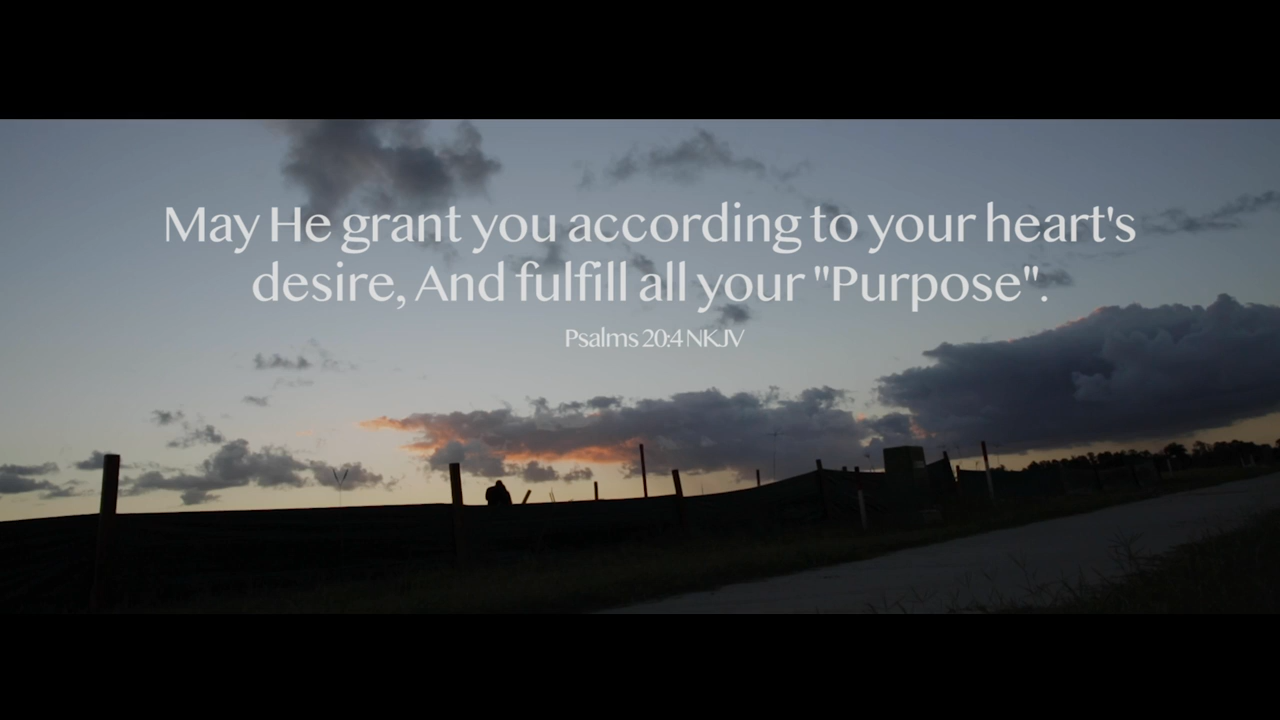 May He grant you according to your heart's
desire, And fulfill all your "Purpose".
Psalms 20:4 NKJV